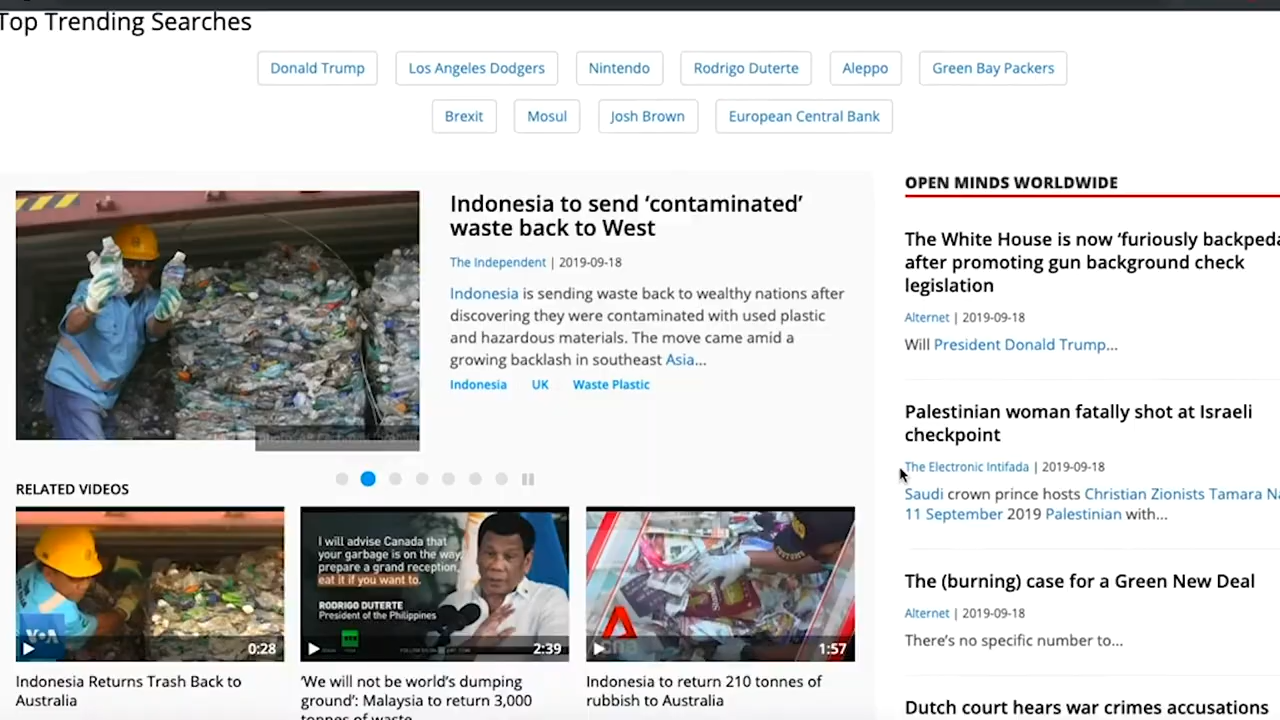 Top Trending Searches
Donald Trump
Los Angeles Dodgers
Nintendo
Rodrigo Duterte
Aleppo
Green Bay Packers
Brexit
Mosul
Josh Brown
European Central Bank
Indonesia to send ‘contaminated’
waste back to West
The Independent | 2019-09-18
Indonesia is sending waste back to wealthy nations after
discovering they were contaminated with used plastic
and hazardous materials. The move came amid a
growing backlash in southeast Asia...
Indonesia UK Waste Plastic
RELATED VIDEOS
VOA
0:28
Indonesia Returns Trash Back to
Australia
I will advise Canada that
your garbage is on the way,
prepare a grand reception,
eat it if you want to.
RODRIGO DUTERTE
President of the Philippines
2:39
‘We will not be world’s dumping
ground’: Malaysia to return 3,000
tonnes of waste
1:57
Indonesia to return 210 tonnes of
rubbish to Australia
OPEN MINDS WORLDWIDE
The White House is now ‘furiously backpeda
after promoting gun background check
legislation
Alternet | 2019-09-18
Will President Donald Trump...
Palestinian woman fatally shot at Israeli
checkpoint
The Electronic Intifada | 2019-09-18
Saudi crown prince hosts Christian Zionists Tamara Na
11 September 2019 Palestinian with...
The (burning) case for a Green New Deal
Alternet | 2019-09-18
There’s no specific number to...
Dutch court hears war crimes accusations